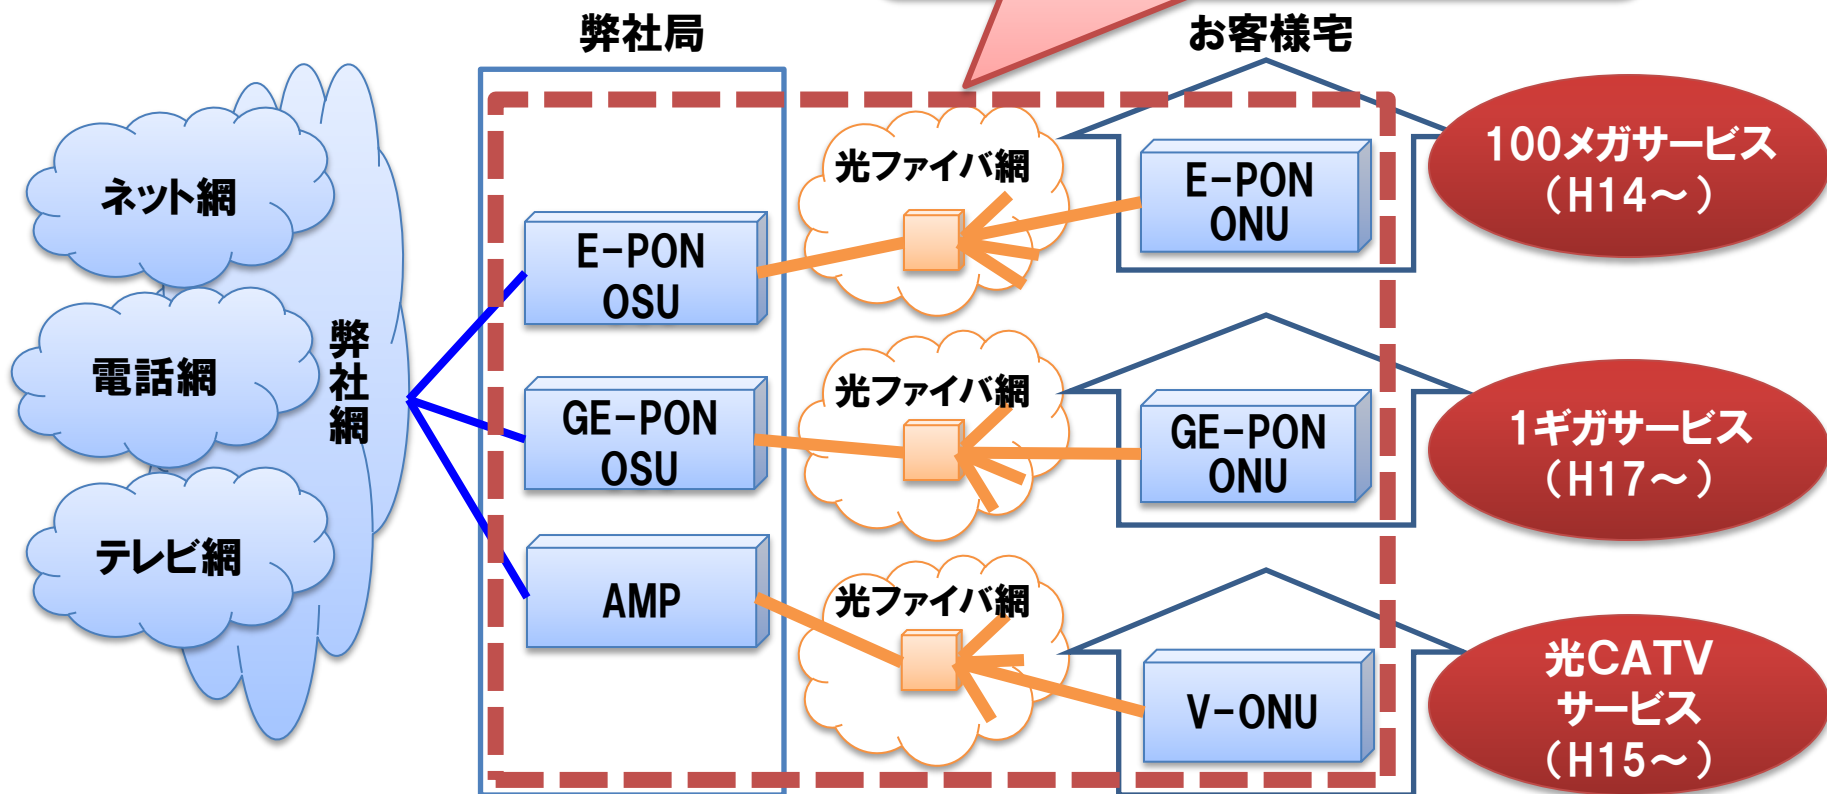 弊社局
お客様宅
ネット網
電話網
テレビ網
弊社網
E-PON
OSU
GE-PON
OSU
AMP
光ファイバ網
光ファイバ網
光ファイバ網
E-PON
ONU
GE-PON
ONU
V-ONU
100メガサービス
(H14～)
1ギガサービス
(H17～)
光CATV
サービス
(H15～)